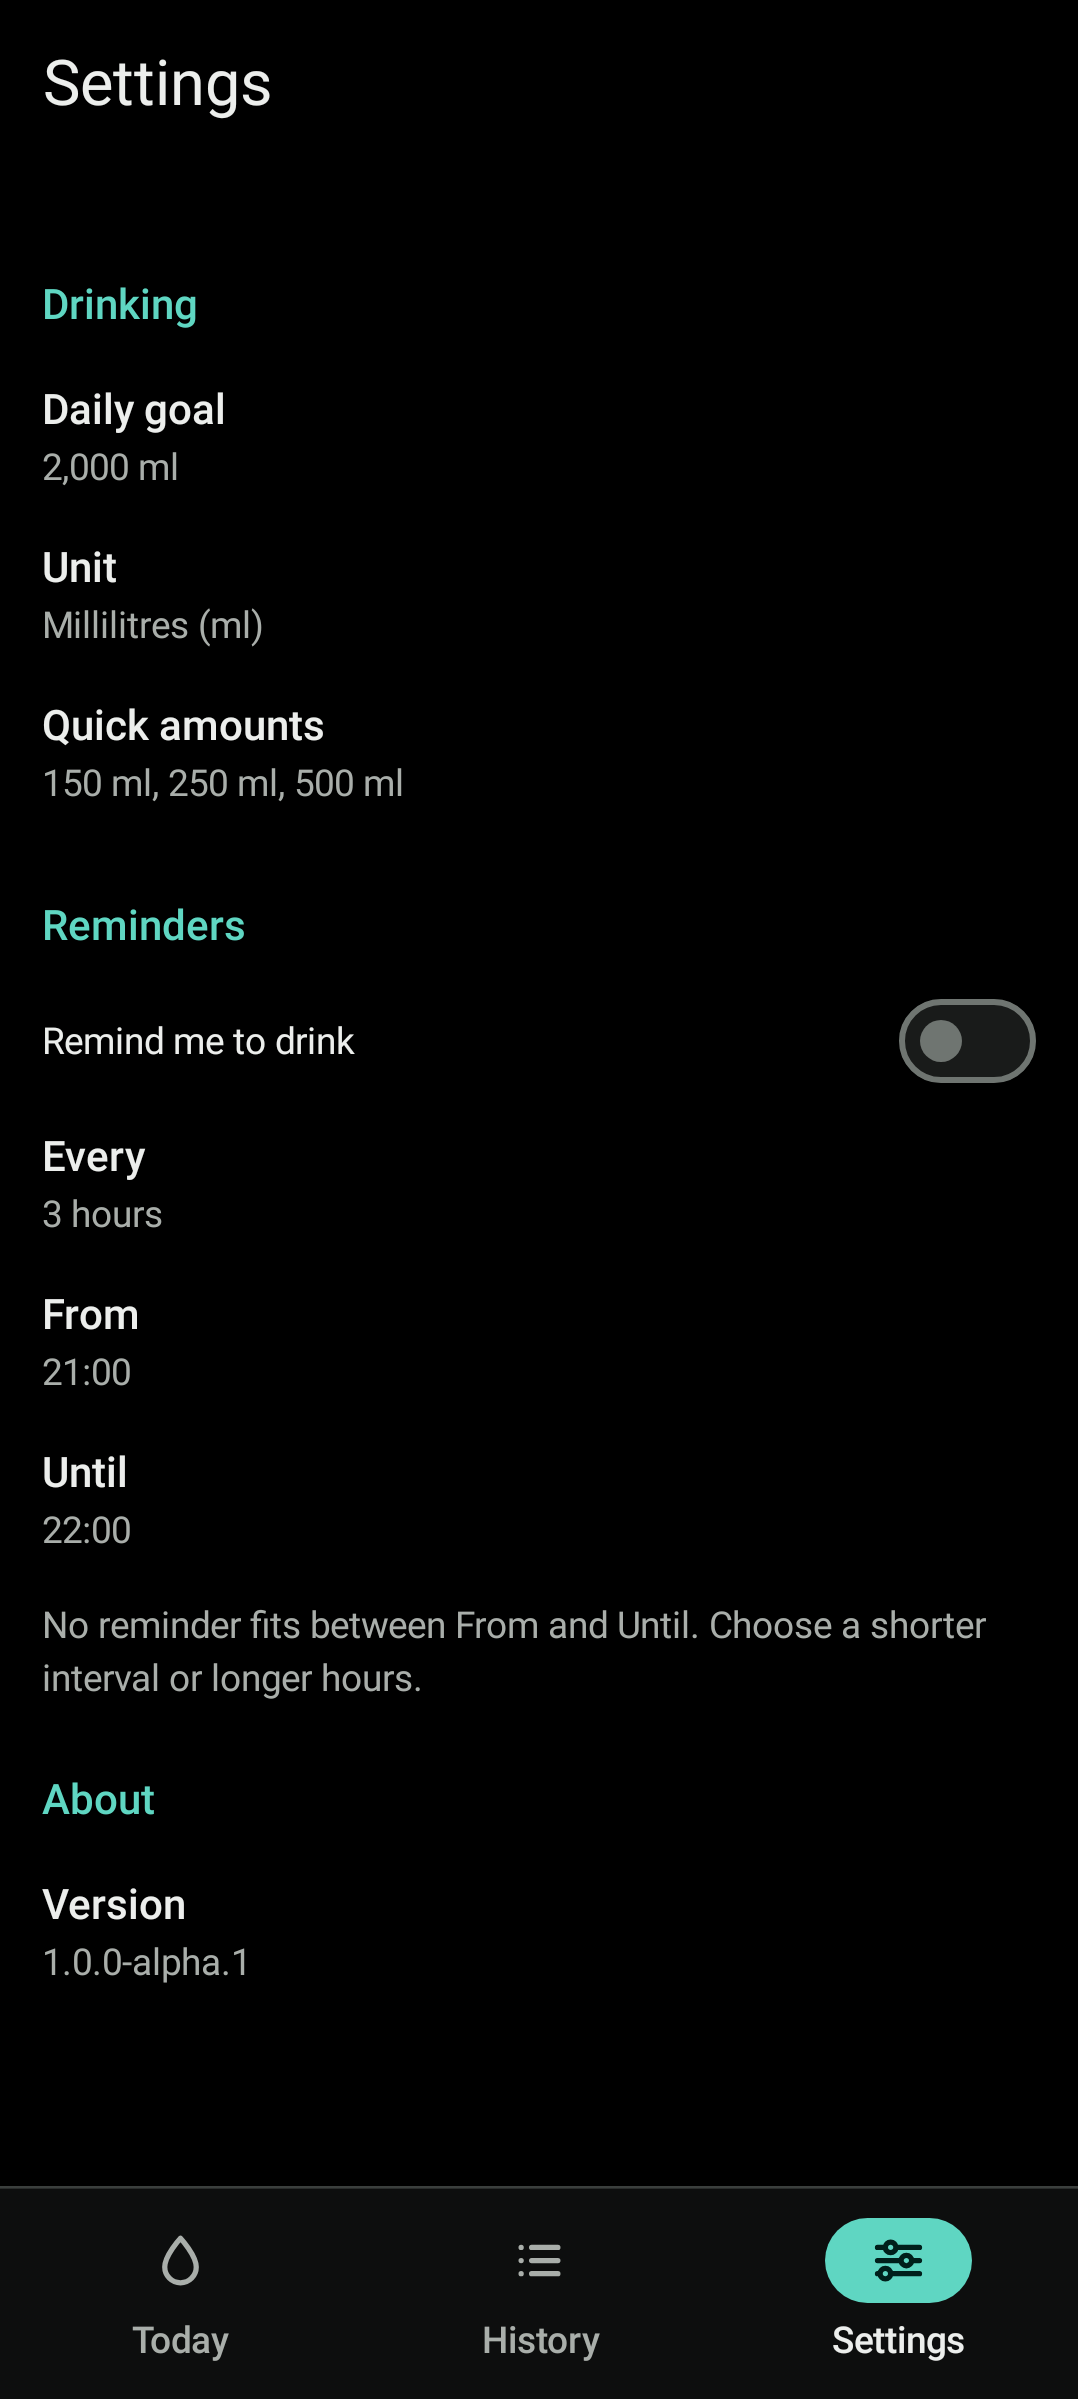 Settings
Drinking
Daily goal
2,000 ml
Unit
Millilitres (ml)
Quick amounts
150 ml, 250 ml, 500 ml
Reminders
Remind me to drink
Every
3 hours
From
21:00
Until
22:00
No reminder fits between From and Until. Choose a shorter
interval or longer hours.
About
Version
1.0.0-alpha.1
Today
History
Settings